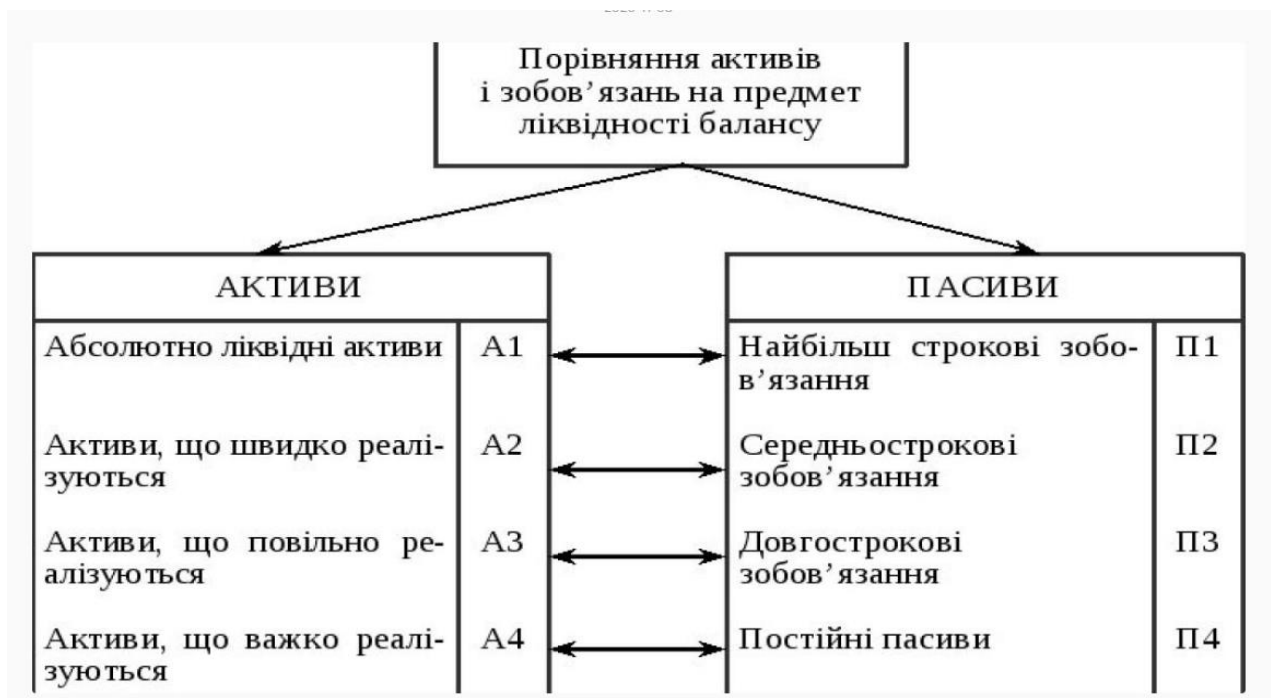 Порівняння активів
і зобов’язань на предмет
ліквідності балансу
АКТИВИ
Абсолютно ліквідні активи А1
Активи, що швидко реалі- А2
зуються
Активи, що повільно ре- А3
алізуються
Активи, що важко реалі- А4
зуються
ПАСИВИ
Найбільш строкові зобо- П1
в’язання
Середньострокові П2
зобов’язання
Довгострокові П3
зобов’язання
Постійні пасиви П4